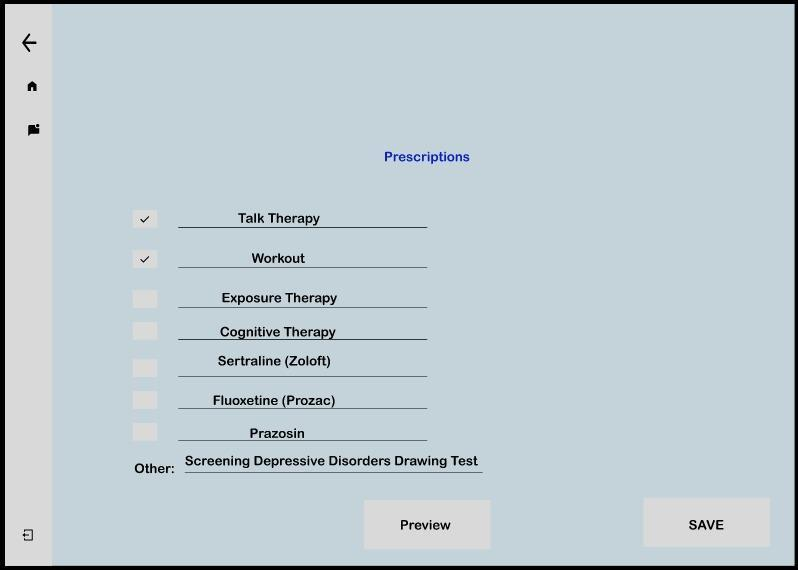 Prescriptions
Talk Therapy
Workout
Exposure Therapy
Cognitive Therapy
Sertraline (Zoloft)
Fluoxetine (Prozac)
Prazosin
Other: Screening Depressive Disorders Drawing Test
Preview
SAVE